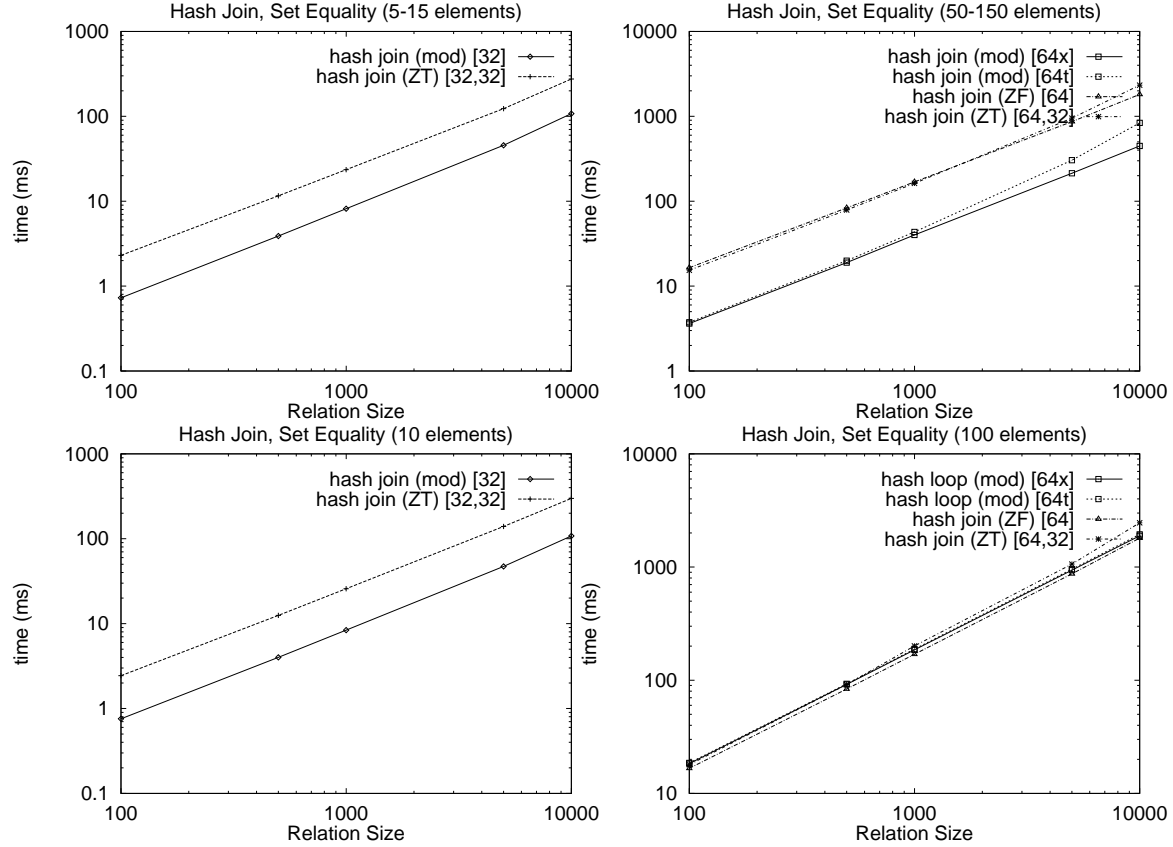 Hash Join, Set Equality (5-15 elements)
1000
100
10
1
0.1
time (ms)
hash join (mod) [32]
hash join (ZT) [32,32]
100
1000
10000
Relation Size
Hash Join, Set Equality (50-150 elements)
10000
1000
100
10
1
time (ms)
hash join (mod) [64x]
hash join (mod) [64t]
hash join (ZF) [64]
hash join (ZT) [64,32]
100
1000
10000
Relation Size
Hash Join, Set Equality (10 elements)
1000
100
10
1
0.1
time (ms)
hash join (mod) [32]
hash join (ZT) [32,32]
100
1000
10000
Relation Size
Hash Join, Set Equality (100 elements)
10000
1000
100
10
time (ms)
hash loop (mod) [64x]
hash loop (mod) [64t]
hash join (ZF) [64]
hash join (ZT) [64,32]
100
1000
10000
Relation Size